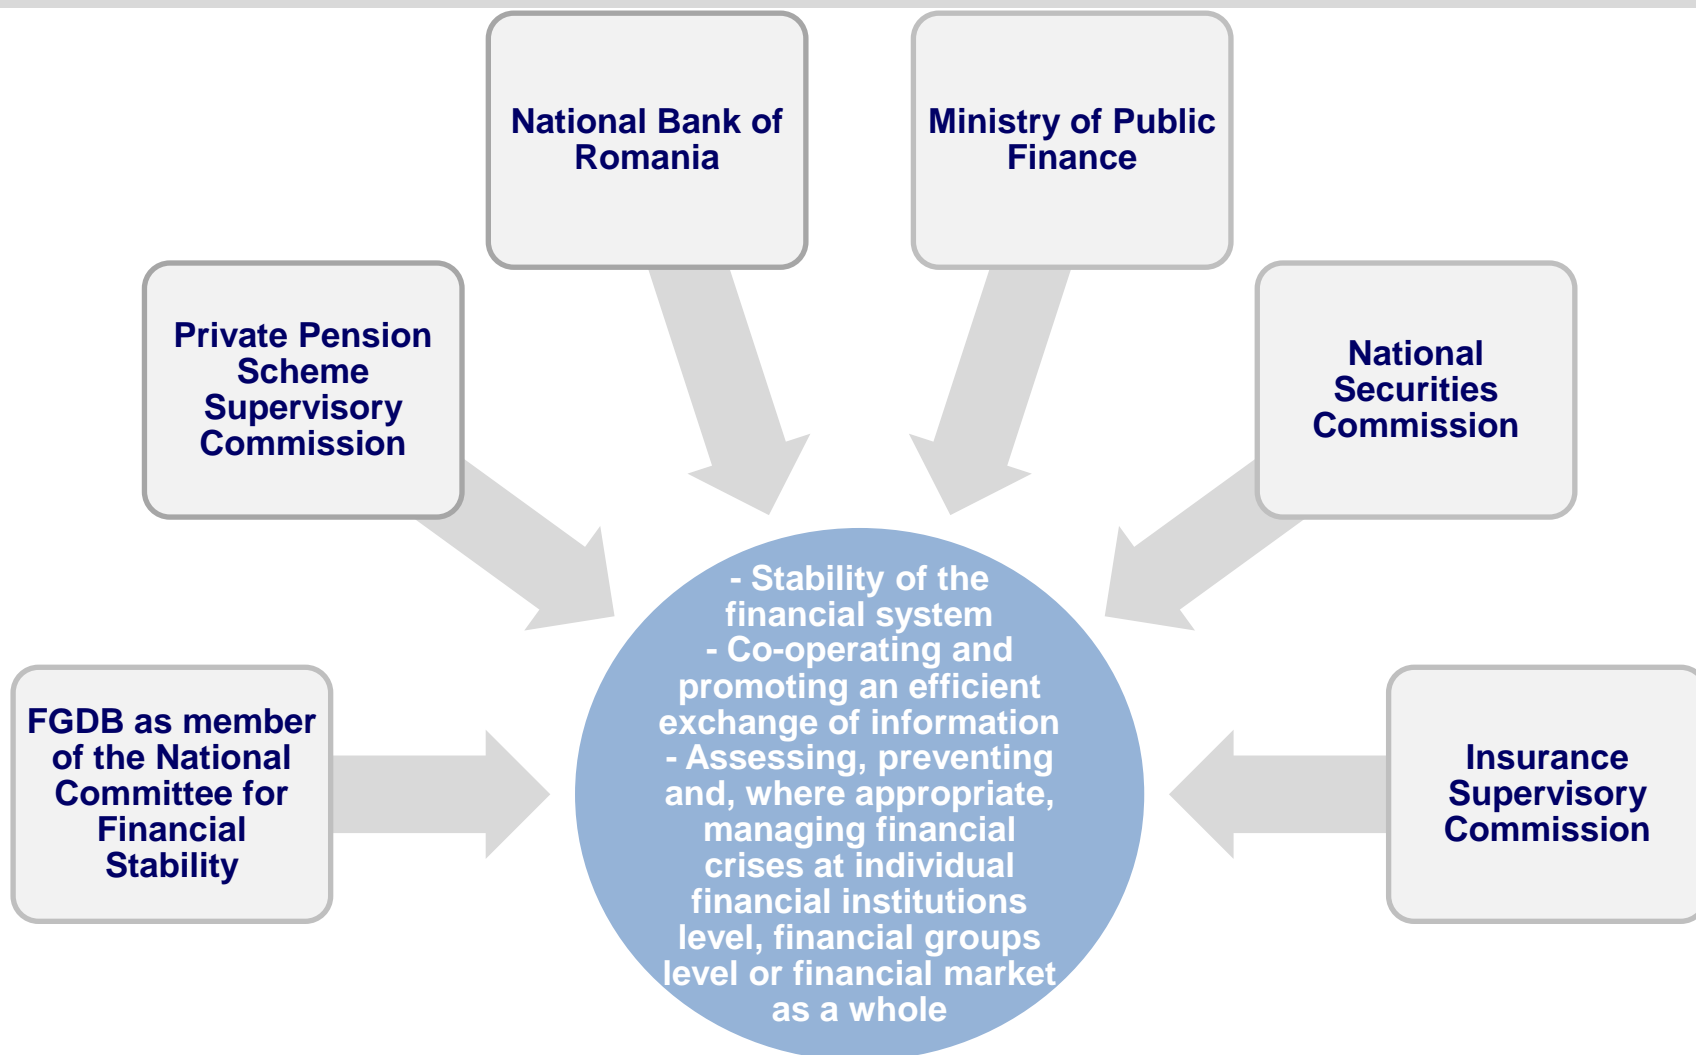 National Bank of
Romania
Ministry of Public
Finance
Private Pension
Scheme
Supervisory
Commission
National
Securities
Commission
FGDB as member
of the National
Committee for
Financial
Stability
- Stability of the
financial system
- Co-operating and
promoting an efficient
exchange of information
- Assessing, preventing
and, where appropriate,
managing financial
crises at individual
financial institutions
level, financial groups
level or financial market
as a whole
Insurance
Supervisory
Commission